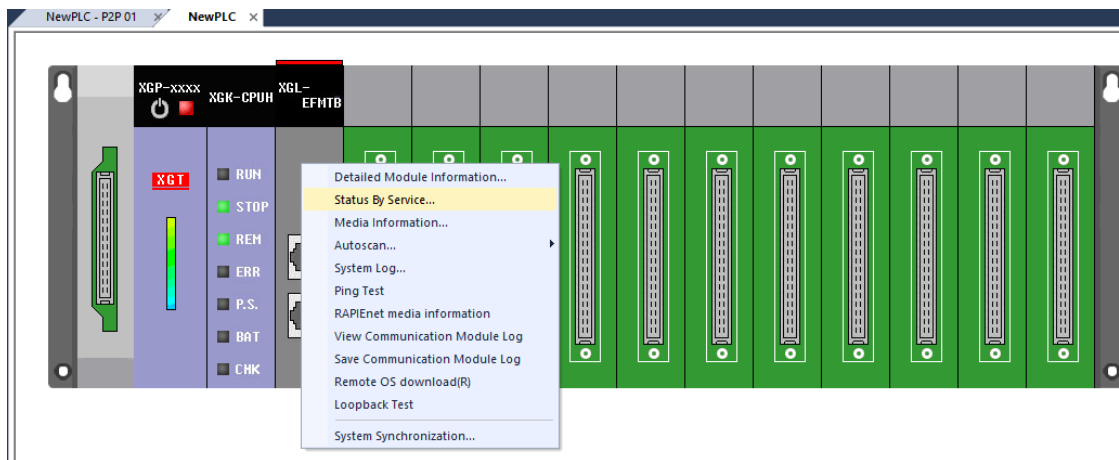 NewPLC - P2P 01
NewPLC
XGP-xxxx
XGK-CPUH
XGL-
EFMTB
XGT
RUN
STOP
REM
ERR
P.S.
BAT
CHK
Detailed Module Information...
Status By Service...
Media Information...
Autoscan...
System Log...
Ping Test
RAPIEnet media information
View Communication Module Log
Save Communication Module Log
Remote OS download(R)
Loopback Test
System Synchronization...